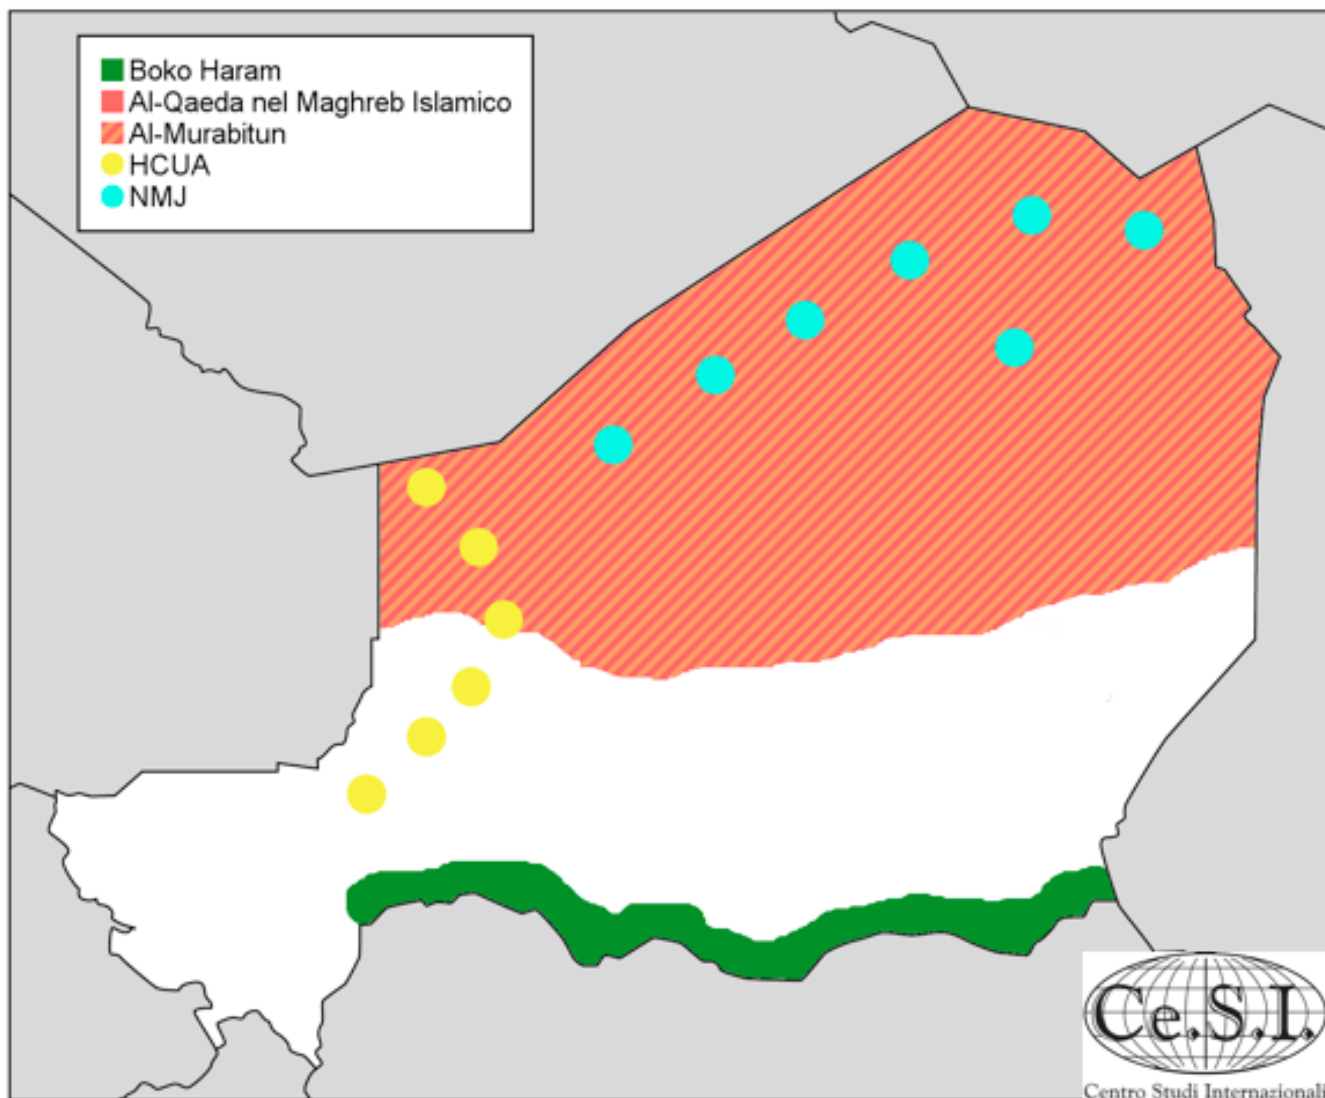 Boko Haram
Al-Qaeda nel Maghreb Islamico
Al-Murabitun
HCUA
NMJ
Ce.S.I.
Centro Studi Internazionali